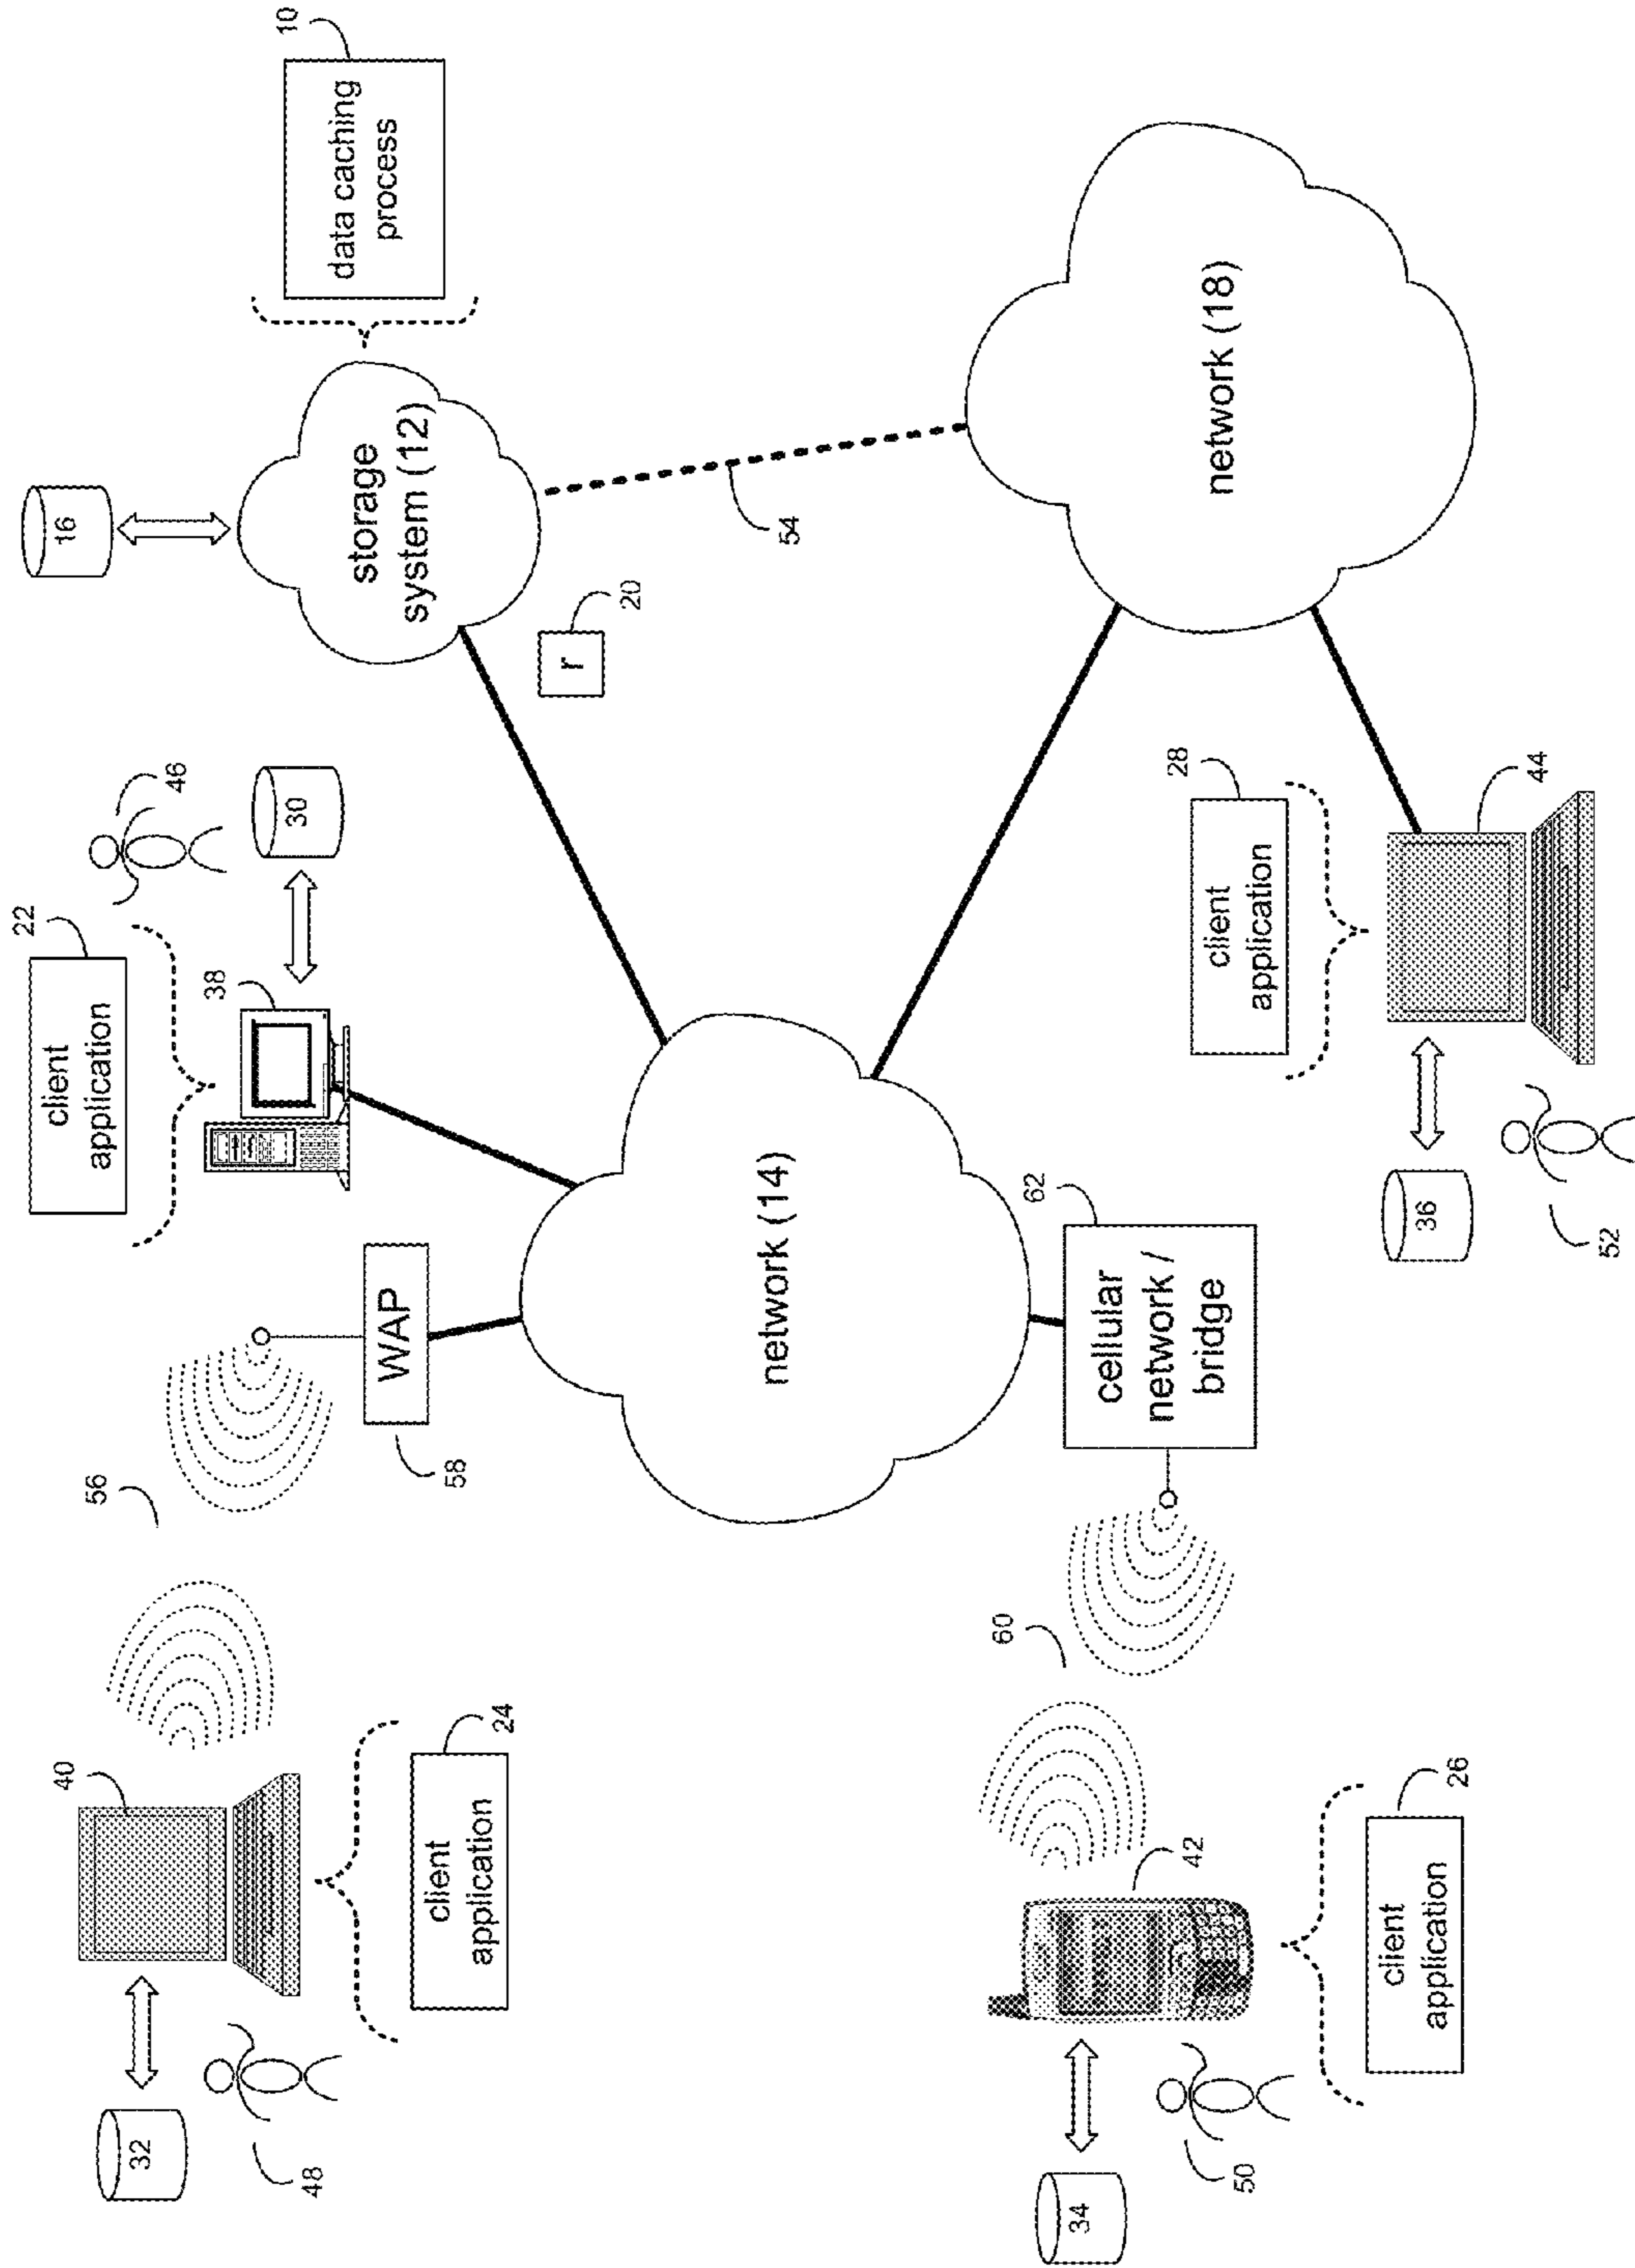 32
48
40
client
application
24
56
WAP
58
client
application
22
38
46
30
16
storage
system (12)
data caching
process
10
r
20
54
network (14)
34
50
42
client
application
26
60
cellular
network /
bridge
62
36
52
client
application
28
44
network (18)